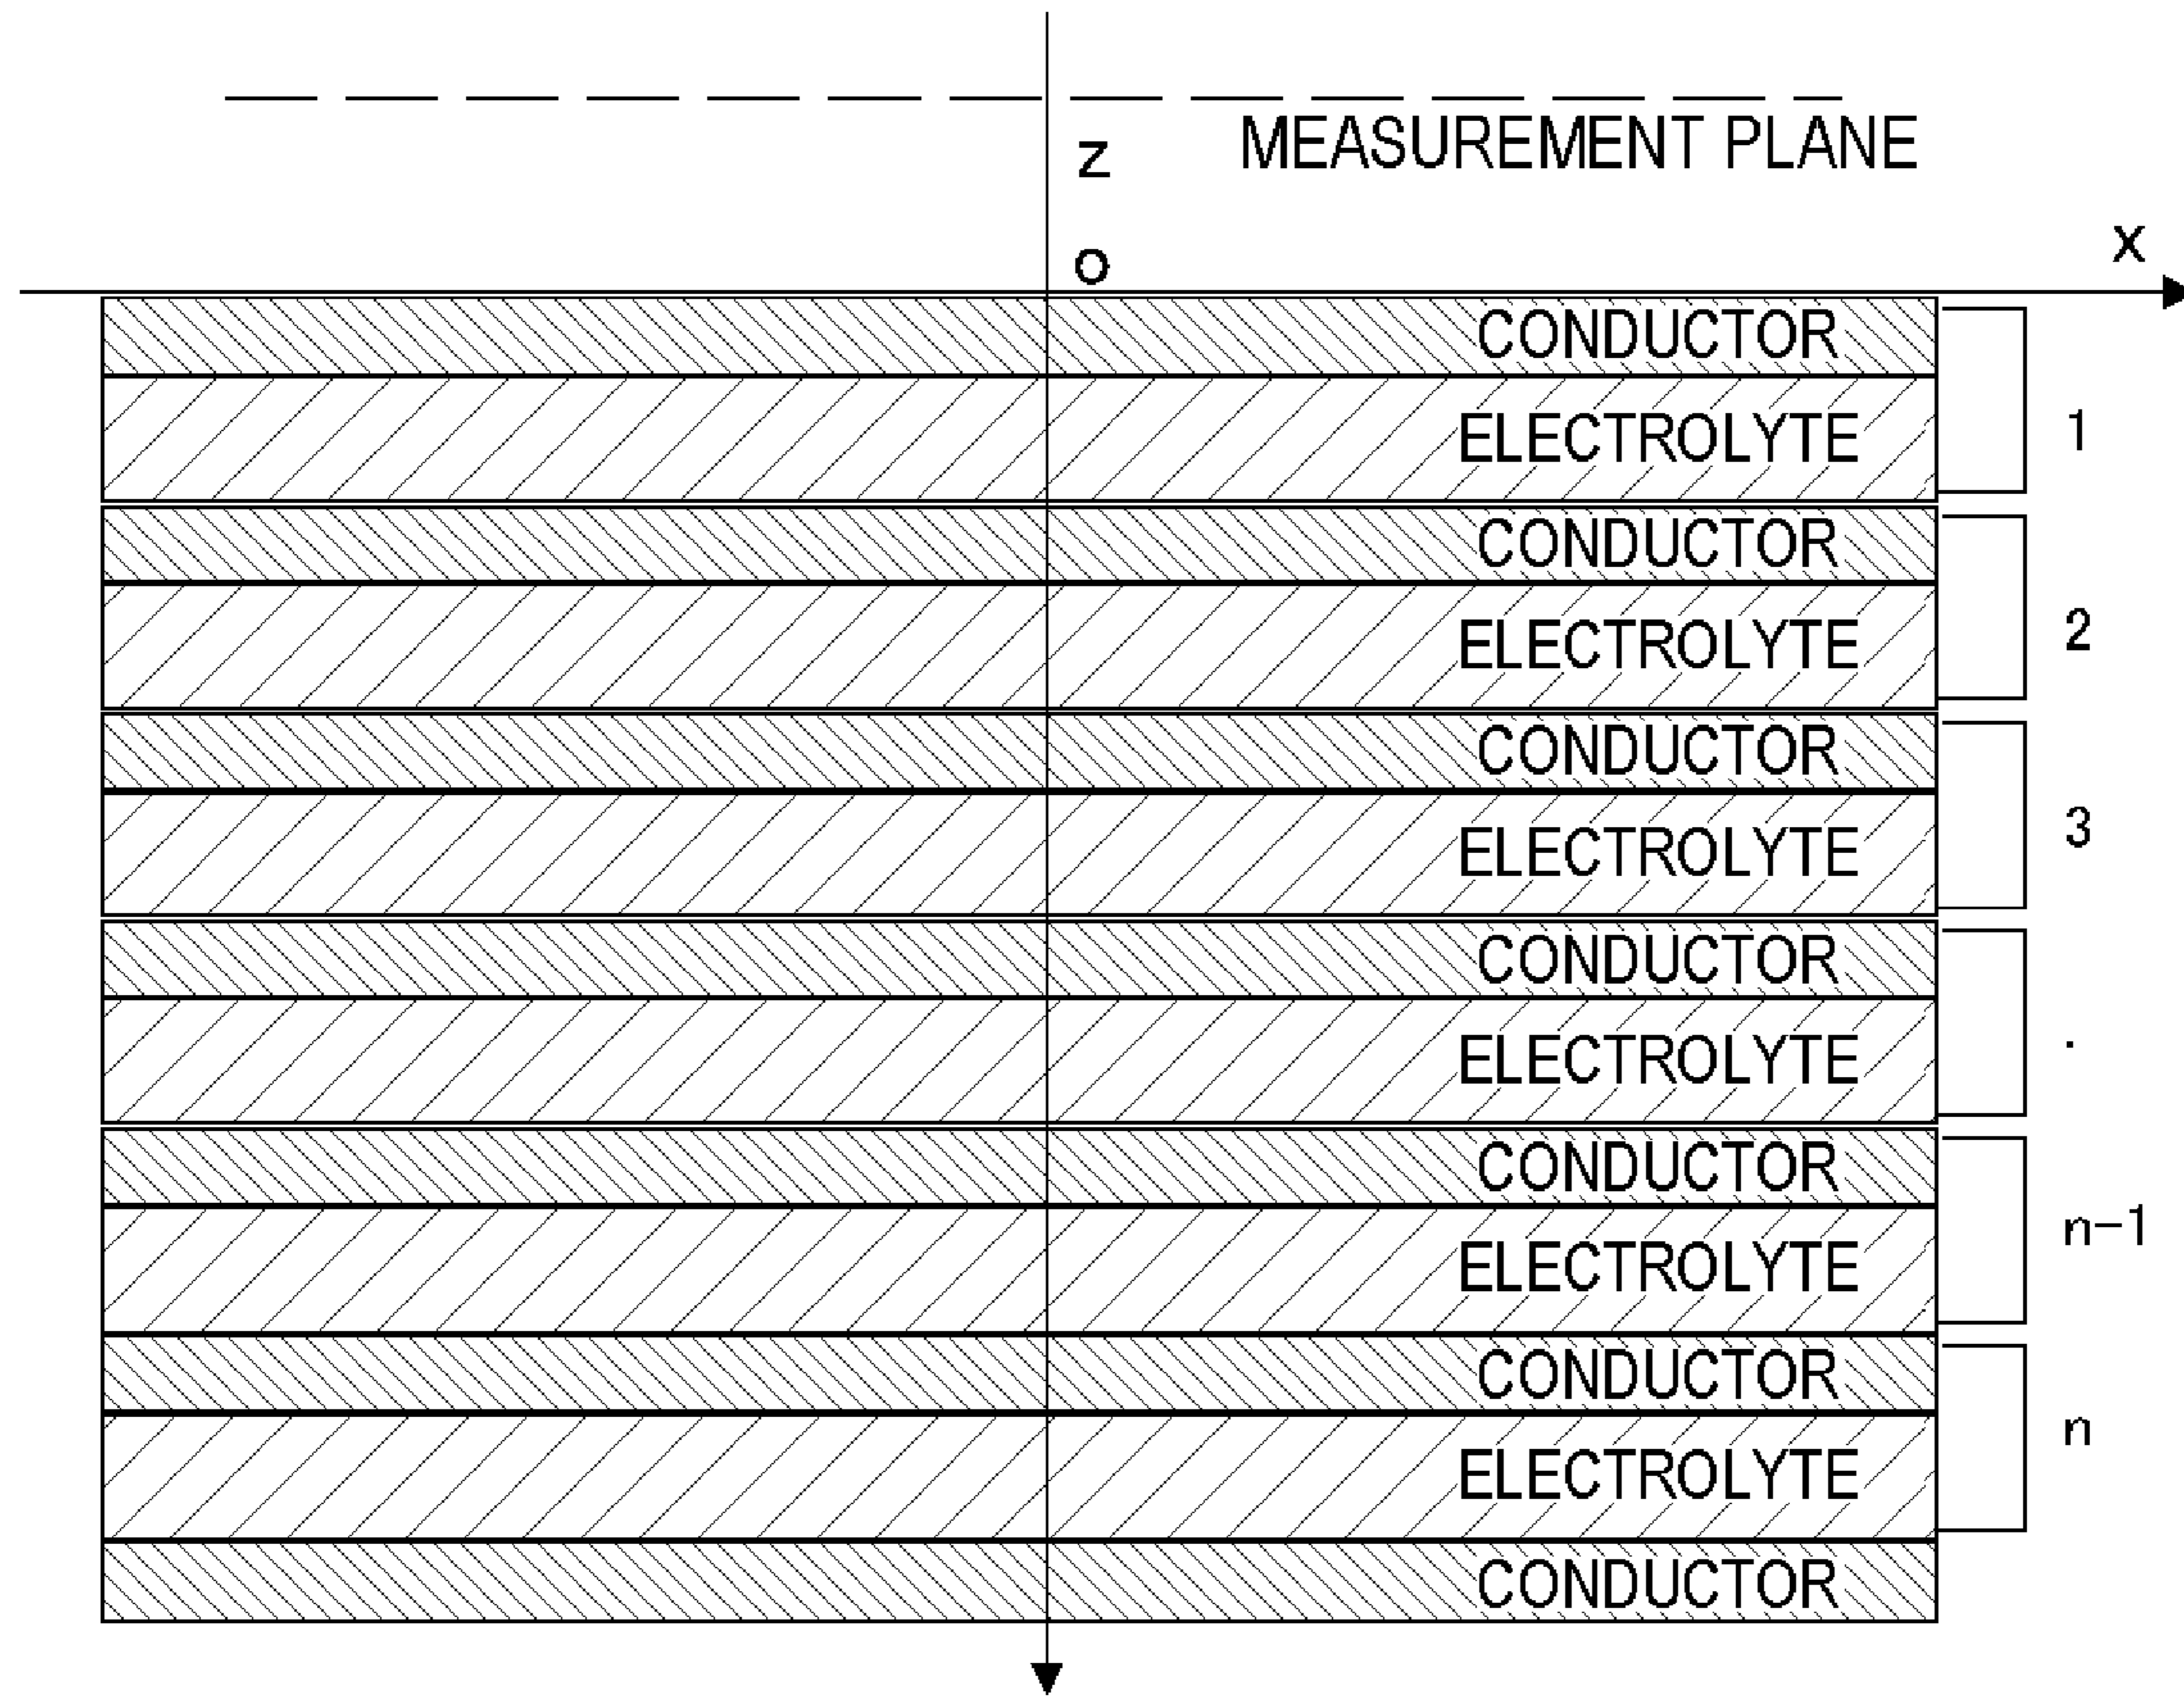 MEASUREMENT PLANE
z
o
x
CONDUCTOR
ELECTROLYTE
1
CONDUCTOR
ELECTROLYTE
2
CONDUCTOR
ELECTROLYTE
3
CONDUCTOR
ELECTROLYTE
.
CONDUCTOR
ELECTROLYTE
n-1
CONDUCTOR
ELECTROLYTE
n
CONDUCTOR